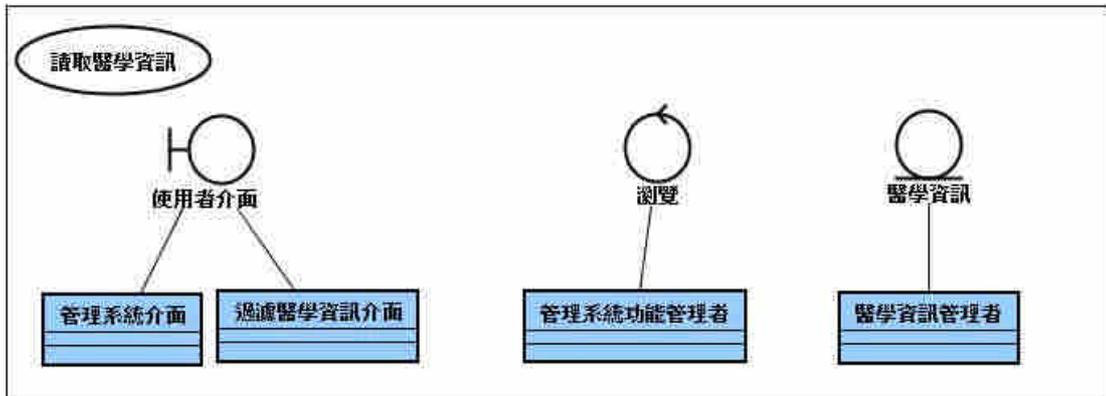 讀取醫學資訊
使用者介面
瀏覽
醫學資訊
管理系統介面
過濾醫學資訊介面
管理系統功能管理者
醫學資訊管理者